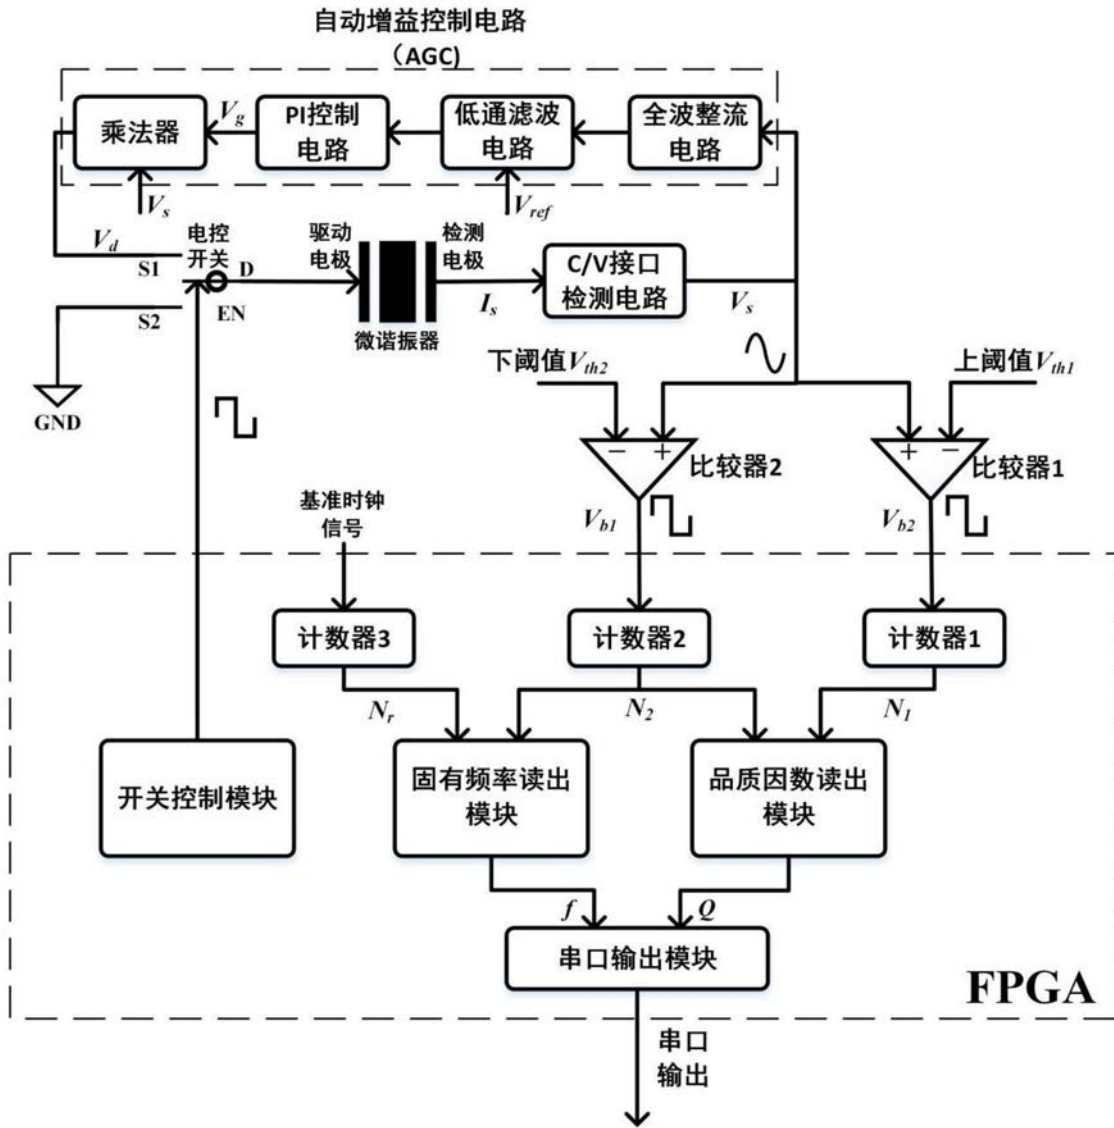 自动增益控制电路
（AGC)
乘法器
Vg
PI控制
电路
低通滤波
电路
全波整流
电路
Vs
Vref
Vd
电控
开关
S1
D
S2
EN
驱动
电极
检测
电极
微谐振器
Is
C/V接口
检测电路
Vs
GND
下阈值Vth2
上阈值Vth1
− +
比较器2
+ −
比较器1
基准时钟
信号
Vb1
Vb2
计数器3
计数器2
计数器1
Nr
N2
N1
开关控制模块
固有频率读出
模块
品质因数读出
模块
f
Q
串口输出模块
FPGA
串口
输出